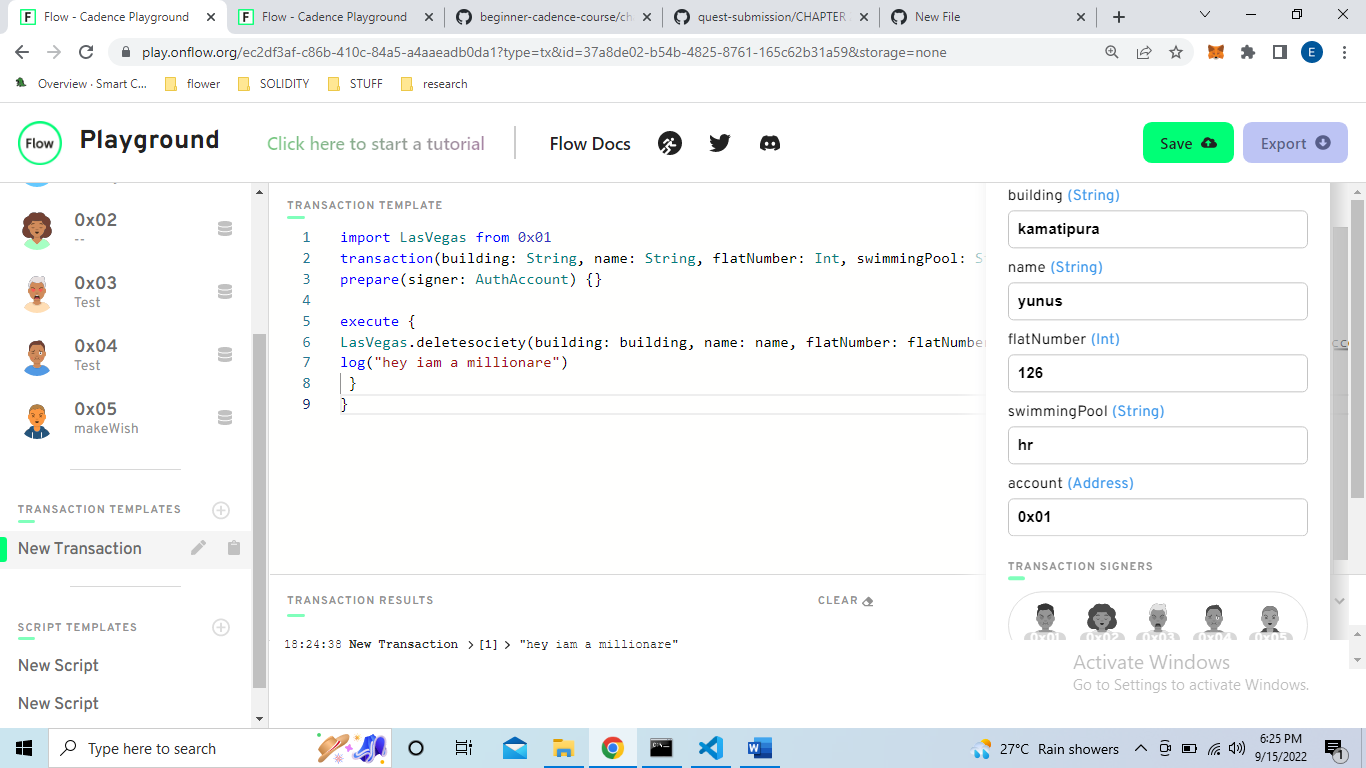 Flow - Cadence Playground
Flow - Cadence Playground
beginner-cadence-course/ch
quest-submission/CHAPTER
New File
play.onflow.org/ec2df3af-c86b-410c-84a5-a4aaeadb0da1?type=tx&id=37a8de02-b54b-4825-8761-165c62b31a59&storage=none
E
Overview · Smart C...
flower
SOLIDITY
STUFF
research
Flow
Playground
Click here to start a tutorial
Flow Docs
Save
Export
0x02
--
0x03
Test
0x04
Test
0x05
makeWish
TRANSACTION TEMPLATES
New Transaction
SCRIPT TEMPLATES
New Script
New Script
TRANSACTION TEMPLATE
1 import LasVegas from 0x01
2 transaction(building: String, name: String, flatNumber: Int, swimmingPool: S
3 prepare(signer: AuthAccount) {}
4
5 execute {
6 LasVegas.deletesociety(building: building, name: name, flatNumber: flatNumbe
7 log("hey iam a millionare")
8 }
9 }
building (String)
kamatipura
name (String)
yunus
flatNumber (Int)
126
swimmingPool (String)
hr
account (Address)
0x01
TRANSACTION SIGNERS
0x01 0x02 0x03 0x04 0x05
TRANSACTION RESULTS
CLEAR
18:24:38 New Transaction > [1] > "hey iam a millionare"
Activate Windows
Go to Settings to activate Windows.
Type here to search
27°C Rain showers
6:25 PM
9/15/2022
1